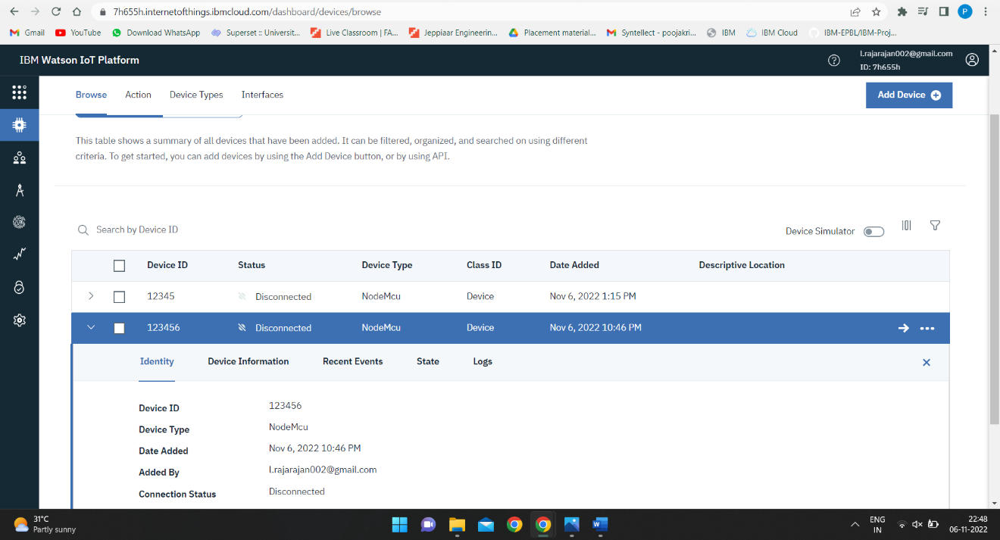 7h655h.internetofthings.ibmcloud.com/dashboard/devices/browse
P
Gmail YouTube Download WhatsApp Superset :: Universit... Live Classroom | FA... Jeppiaar Engineerin... Placement material... Syntellect - poojakri... IBM IBM Cloud IBM-EPBL/IBM-Proj...
IBM Watson IoT Platform
l.rajarajan002@gmail.com
ID: 7h655h
Browse Action Device Types Interfaces Add Device
This table shows a summary of all devices that have been added. It can be filtered, organized, and searched on using different
criteria. To get started, you can add devices by using the Add Device button, or by using API.
Search by Device ID
Device Simulator
Device ID Status Device Type Class ID Date Added Descriptive Location
12345 Disconnected NodeMcu Device Nov 6, 2022 1:15 PM
123456 Disconnected NodeMcu Device Nov 6, 2022 10:46 PM
Identity Device Information Recent Events State Logs
Device ID 123456
Device Type NodeMcu
Date Added Nov 6, 2022 10:46 PM
Added By l.rajarajan002@gmail.com
Connection Status Disconnected
31°C
Partly sunny
W
ENG
IN
22:48
06-11-2022